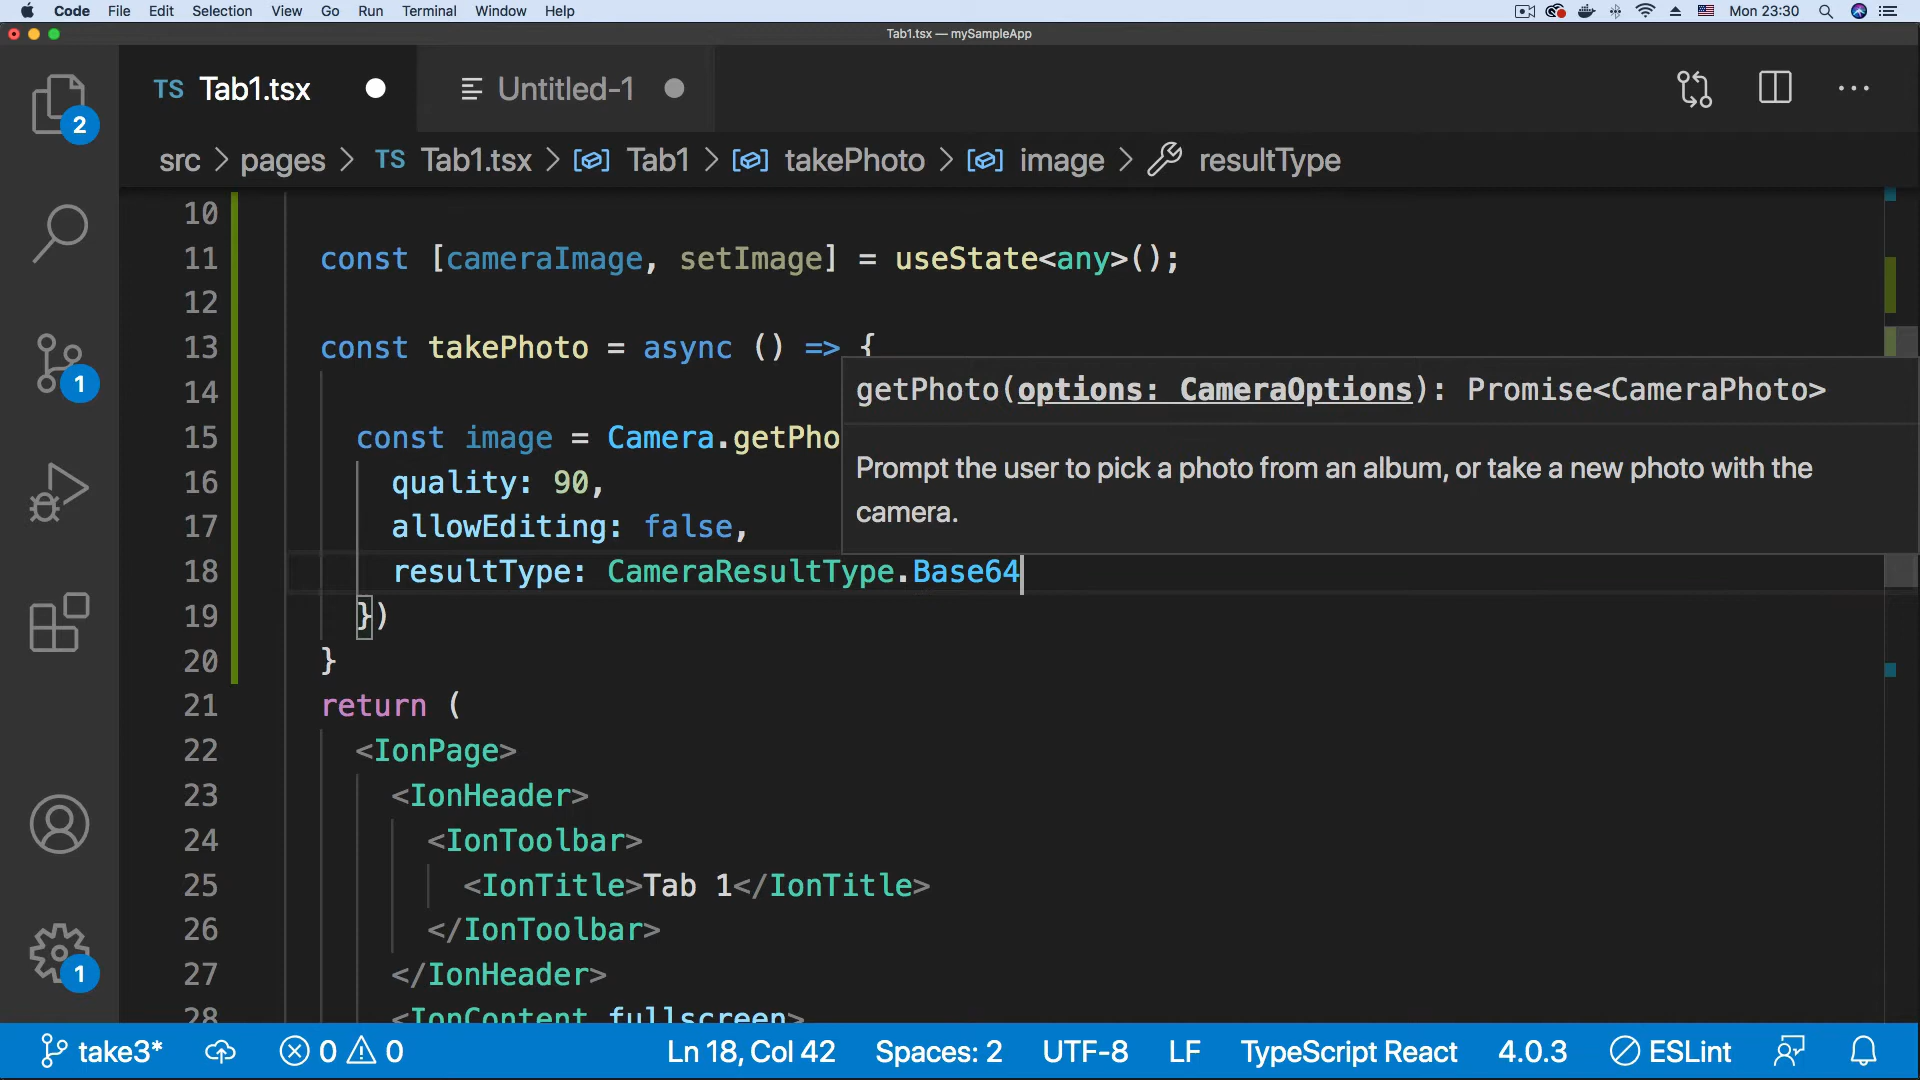 Code File Edit Selection View Go Run Terminal Window Help Mon 23:30
Tab1.tsx — mySampleApp
TS Tab1.tsx Untitled-1
2
src > pages > TS Tab1.tsx > Tab1 > takePhoto > image > resultType
10
11 const [cameraImage, setImage] = useState<any>();
12
13 const takePhoto = async () => {
14
getPhoto(options: CameraOptions): Promise<CameraPhoto>
15 const image = Camera.getPho
Prompt the user to pick a photo from an album, or take a new photo with the
camera.
16 quality: 90,
17 allowEditing: false,
18 resultType: CameraResultType.Base64
1
19 })
20 }
21 return (
22 <IonPage>
23 <IonHeader>
24 <IonToolbar>
25 <IonTitle>Tab 1</IonTitle>
26 </IonToolbar>
27 </IonHeader>
1
28 <IonContent fullscreen>
take3* 0 0 Ln 18, Col 42 Spaces: 2 UTF-8 LF TypeScript React 4.0.3 ESLint